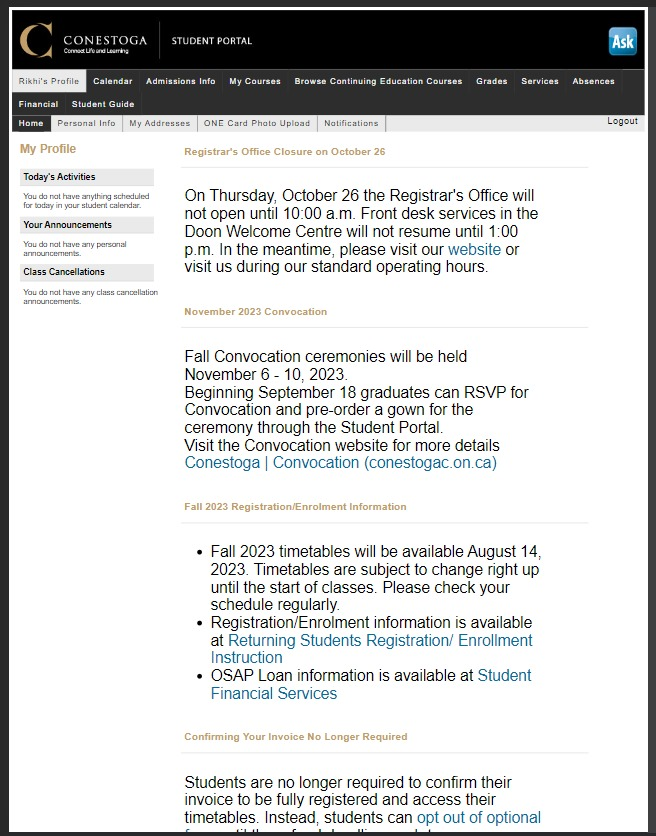 CONESTOGA
Connect Life and Learning
STUDENT PORTAL
Ask
Rikhi's Profile Calendar Admissions Info My Courses Browse Continuing Education Courses Grades Services Absences
Financial Student Guide
Home Personal Info My Addresses ONE Card Photo Upload Notifications Logout
My Profile
Today's Activities
You do not have anything scheduled
for today in your student calendar.
Your Announcements
You do not have any personal
announcements.
Class Cancellations
You do not have any class cancellation
announcements.
Registrar's Office Closure on October 26
On Thursday, October 26 the Registrar's Office will
not open until 10:00 a.m. Front desk services in the
Doon Welcome Centre will not resume until 1:00
p.m. In the meantime, please visit our website or
visit us during our standard operating hours.
November 2023 Convocation
Fall Convocation ceremonies will be held
November 6 - 10, 2023.
Beginning September 18 graduates can RSVP for
Convocation and pre-order a gown for the
ceremony through the Student Portal.
Visit the Convocation website for more details
Conestoga | Convocation (conestogac.on.ca)
Fall 2023 Registration/Enrolment Information
• Fall 2023 timetables will be available August 14,
2023. Timetables are subject to change right up
until the start of classes. Please check your
schedule regularly.
• Registration/Enrolment information is available
at Returning Students Registration/ Enrollment
Instruction
• OSAP Loan information is available at Student
Financial Services
Confirming Your Invoice No Longer Required
Students are no longer required to confirm their
invoice to be fully registered and access their
timetables. Instead, students can opt out of optional